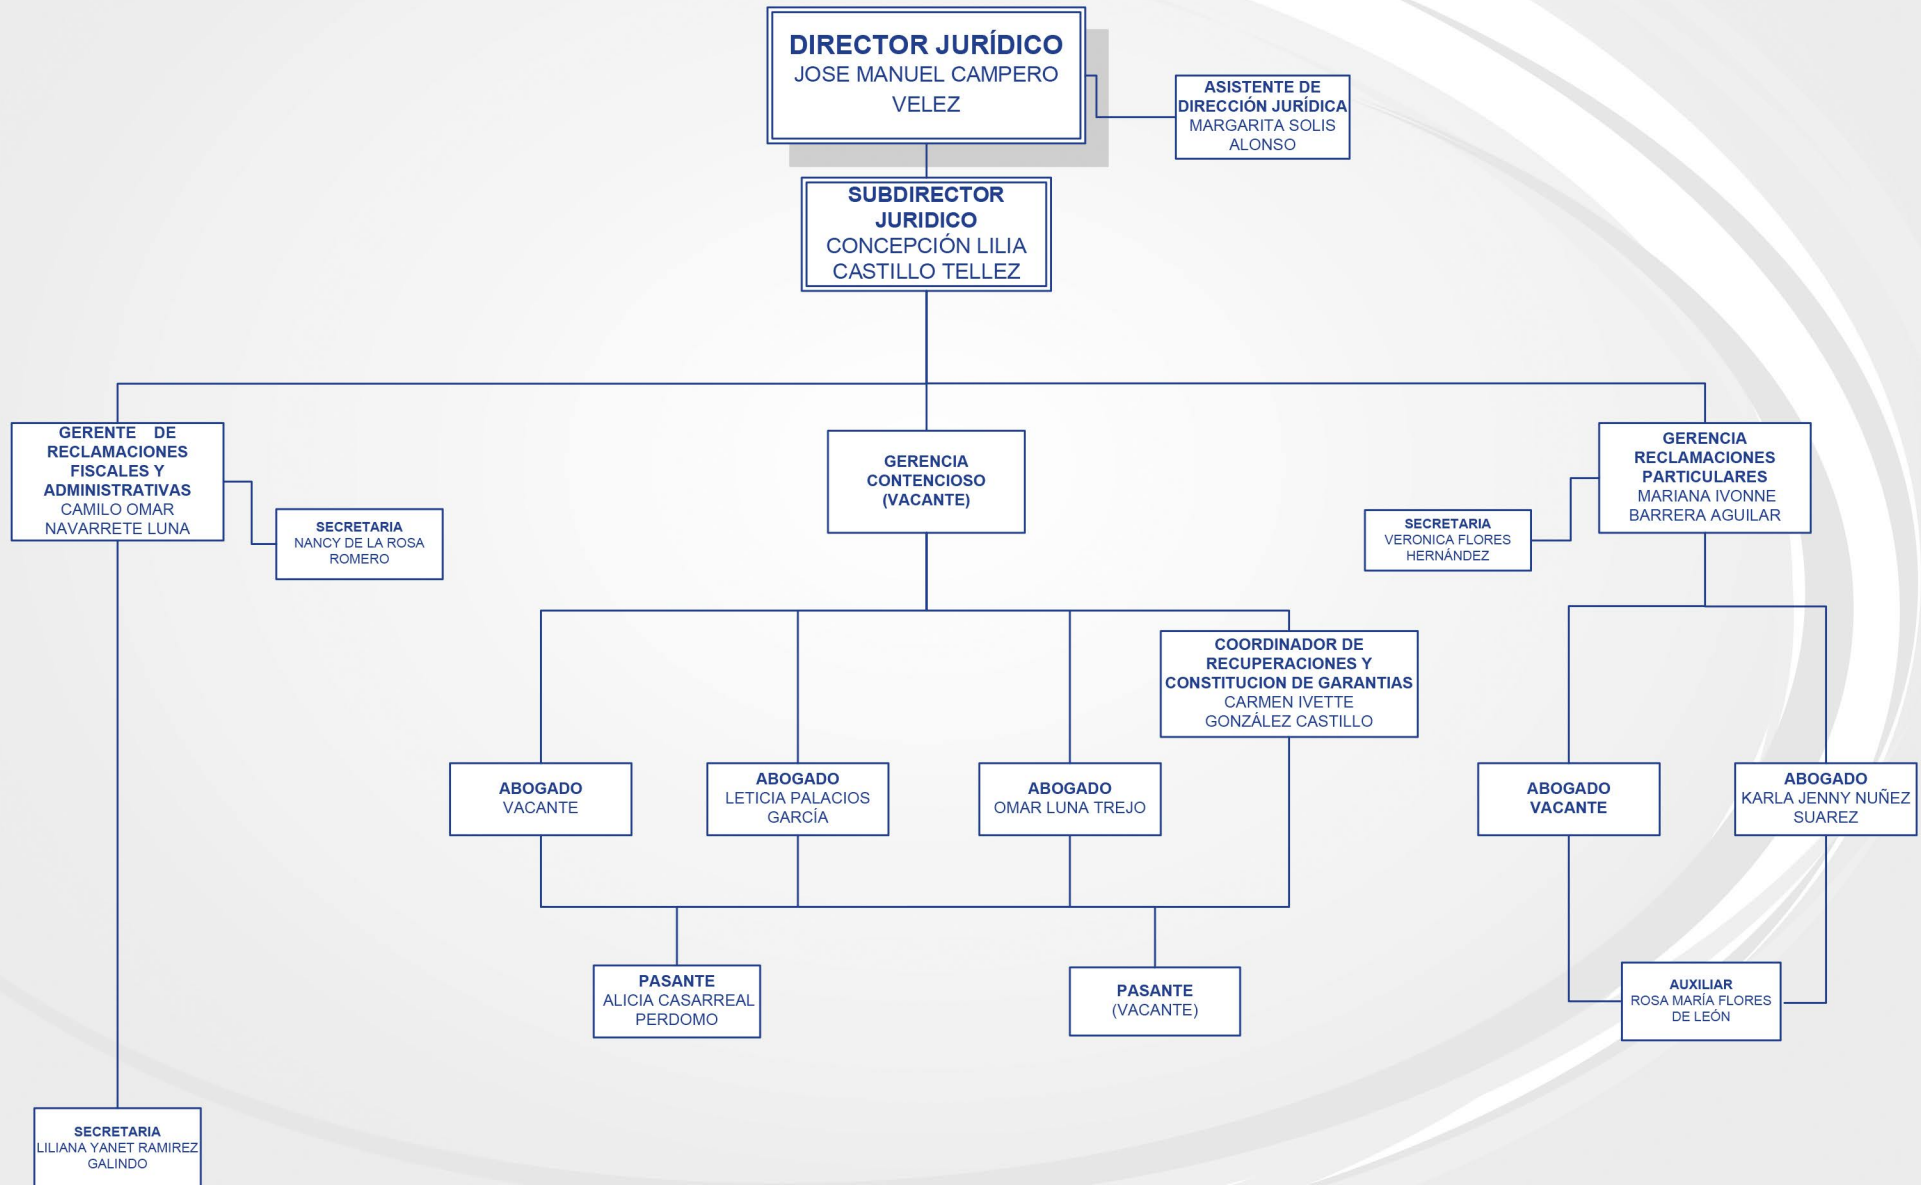 DIRECTOR JURÍDICO
JOSE MANUEL CAMPERO
VELEZ
ASISTENTE DE
DIRECCIÓN JURÍDICA
MARGARITA SOLIS
ALONSO
SUBDIRECTOR
JURIDICO
CONCEPCIÓN LILIA
CASTILLO TELLEZ
GERENTE DE
RECLAMACIONES
FISCALES Y
ADMINISTRATIVAS
CAMILO OMAR
NAVARRETE LUNA
SECRETARIA
NANCY DE LA ROSA
ROMERO
GERENCIA
CONTENCIOSO
(VACANTE)
GERENCIA
RECLAMACIONES
PARTICULARES
MARIANA IVONNE
BARRERA AGUILAR
SECRETARIA
VERONICA FLORES
HERNÁNDEZ
COORDINADOR DE
RECUPERACIONES Y
CONSTITUCION DE GARANTIAS
CARMEN IVETTE
GONZÁLEZ CASTILLO
ABOGADO
VACANTE
ABOGADO
LETICIA PALACIOS
GARCÍA
ABOGADO
OMAR LUNA TREJO
ABOGADO
VACANTE
ABOGADO
KARLA JENNY NUÑEZ
SUAREZ
PASANTE
ALICIA CASARREAL
PERDOMO
PASANTE
(VACANTE)
AUXILIAR
ROSA MARÍA FLORES
DE LEÓN
SECRETARIA
LILIANA YANET RAMIREZ
GALINDO